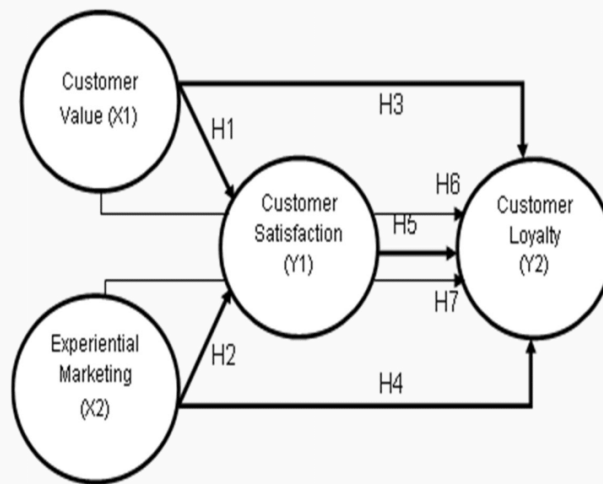 Customer
Value (X1)
H3
H1
H6
Customer
Satisfaction
(Y1)
H5
Customer
Loyalty
(Y2)
H7
Experiential
Marketing
(X2)
H2
H4